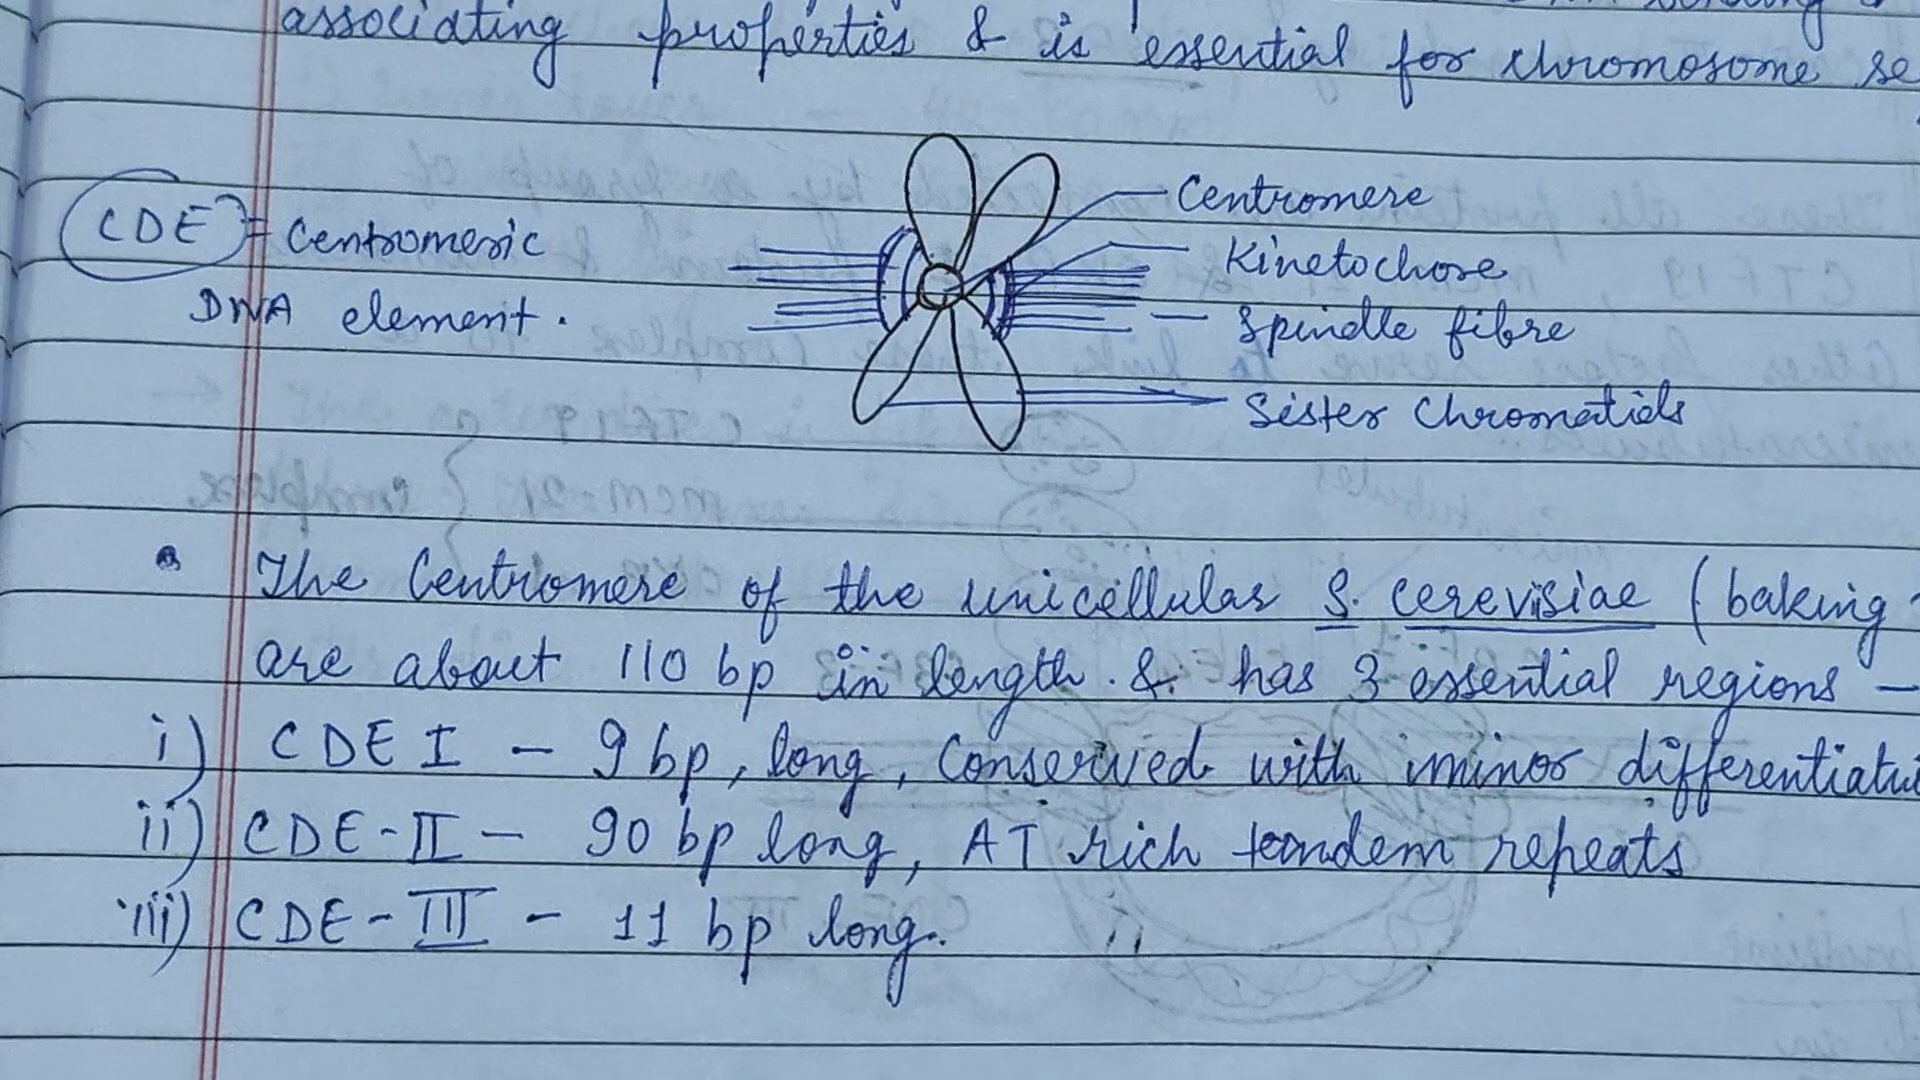 associating properties & is essential for chromosome se
CDE = Centromeric
DNA element.
Centromere
Kinetochore
Spindle fibre
Sister Chromatids
The Centromere of the unicellular S. cerevisiae (baking
are about 110 bp in length. & has 3 essential regions -
i) CDE I - 9 bp, long, Conserved with minor differentiatio
ii) CDE-II - 90 bp long, AT rich tandem repeats
iii) CDE-III - 11 bp long.